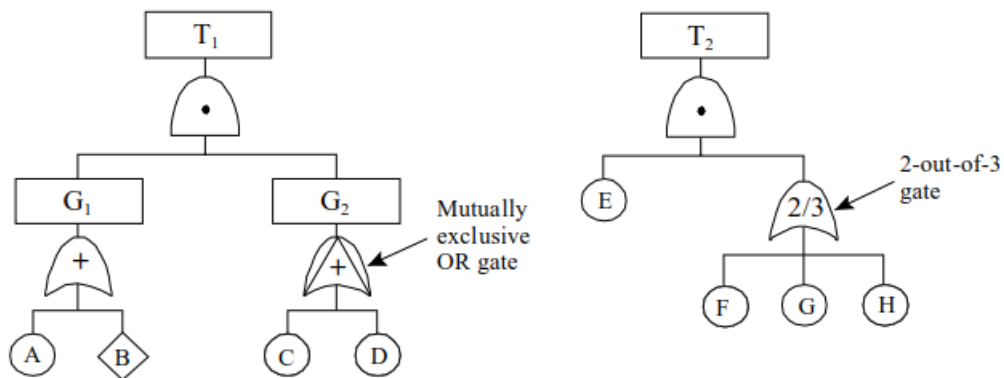 T₁
T₂
G₁
G₂
E
2-out-of-3
gate
2/3
+
+
Mutually
exclusive
OR gate
A
B
C
D
F
G
H